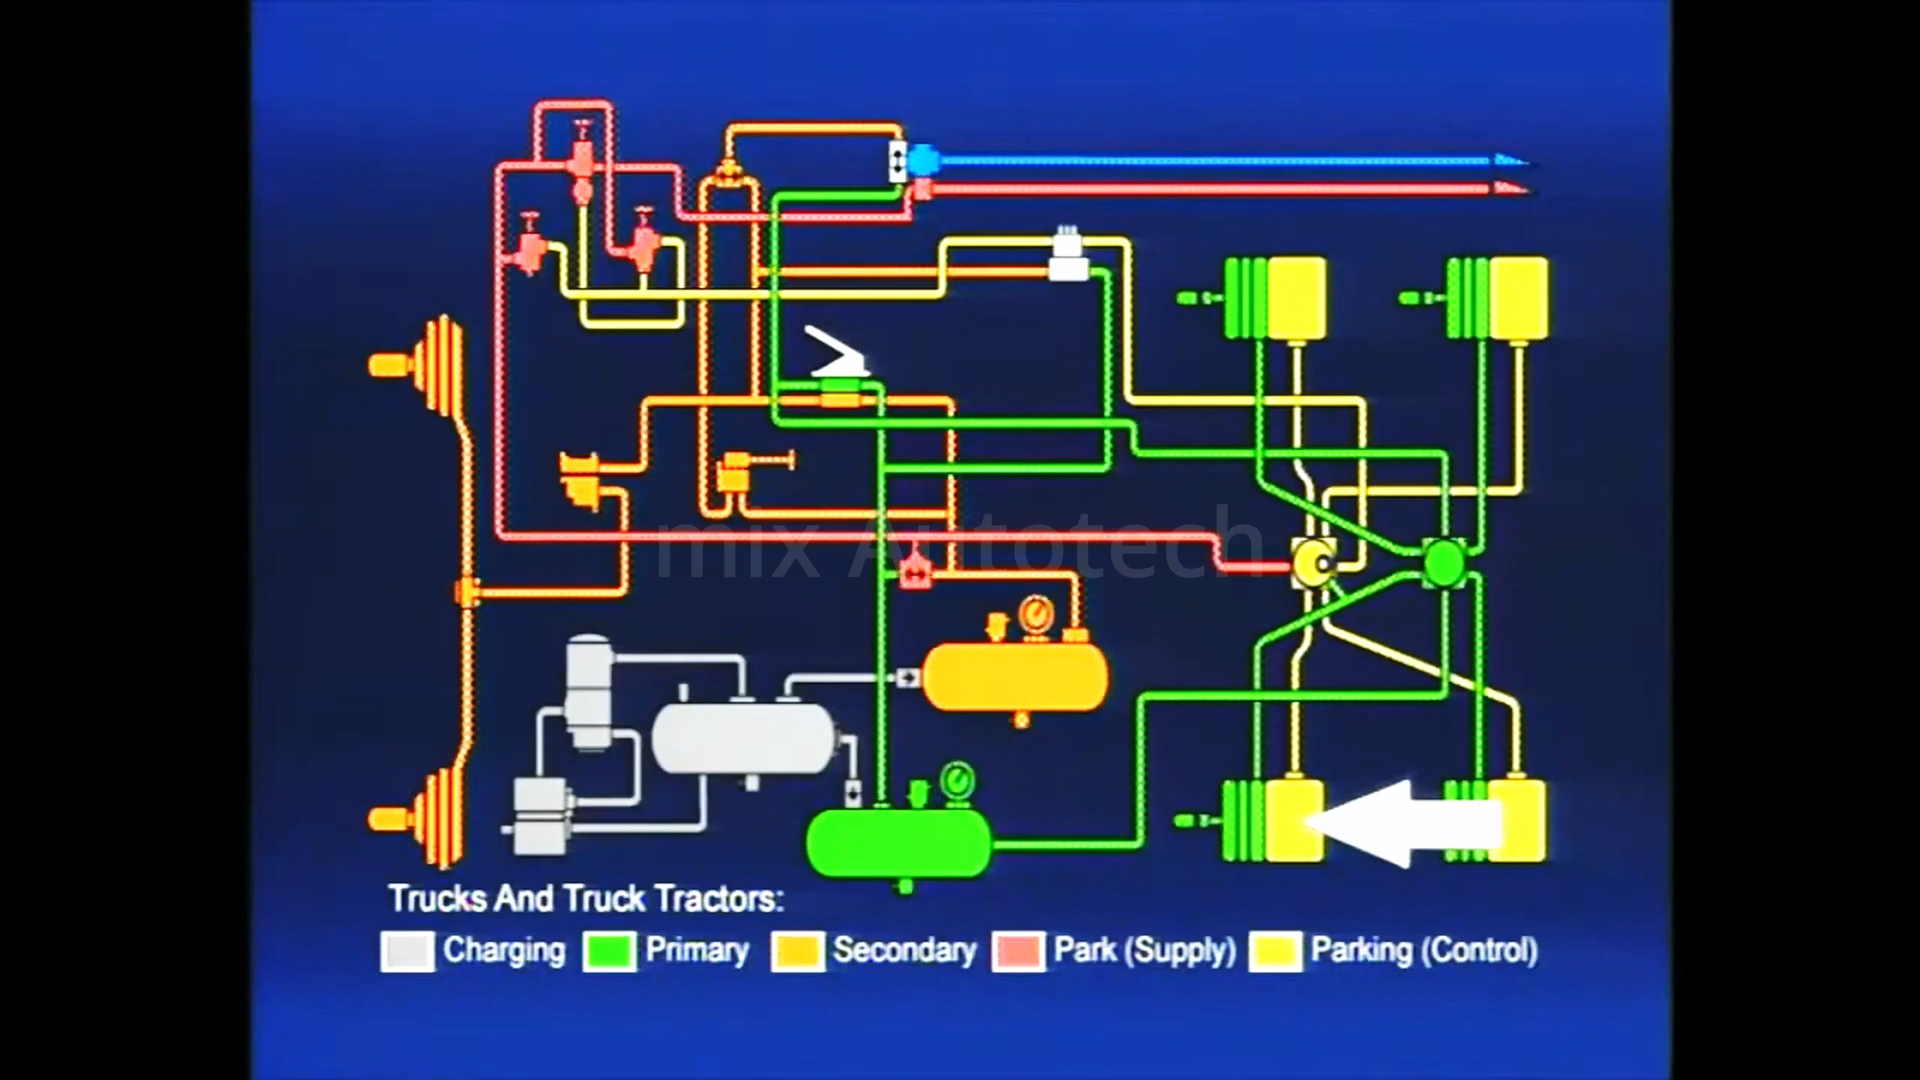 mix Autotech
Trucks And Truck Tractors:
Charging Primary Secondary Park (Supply) Parking (Control)